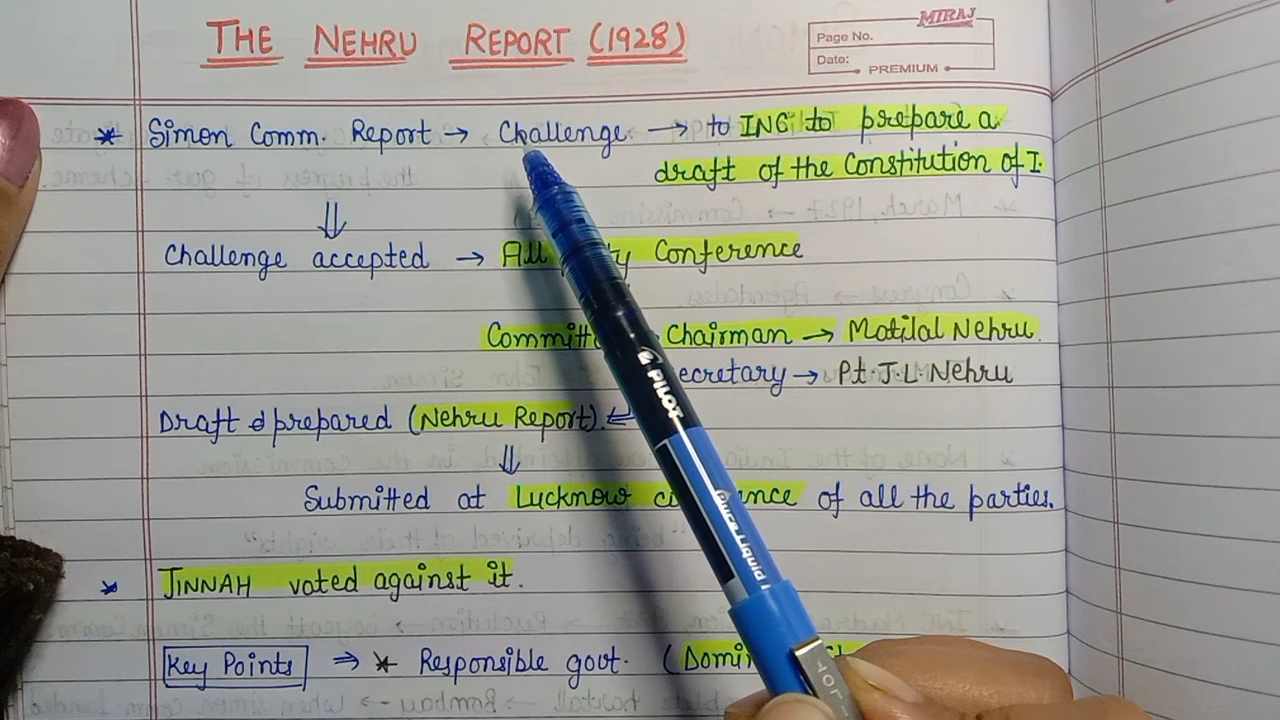 THE NEHRU REPORT (1928)
MIRAJ
Page No.
Date:
PREMIUM
* Simon Comm. Report → Challenge → to INC to prepare a
draft of the Constitution of I.
⇓
Challenge accepted → All Conference
Chairman → Motilal Nehru.
ecretary → Pt. J. L. Nehru
Draft prepared (Nehru Report). ⇐
⇓
Submitted at Lucknow of all the parties.
* JINNAH voted against it.
Key Points ⇒ * Responsible govt. (
PILOT